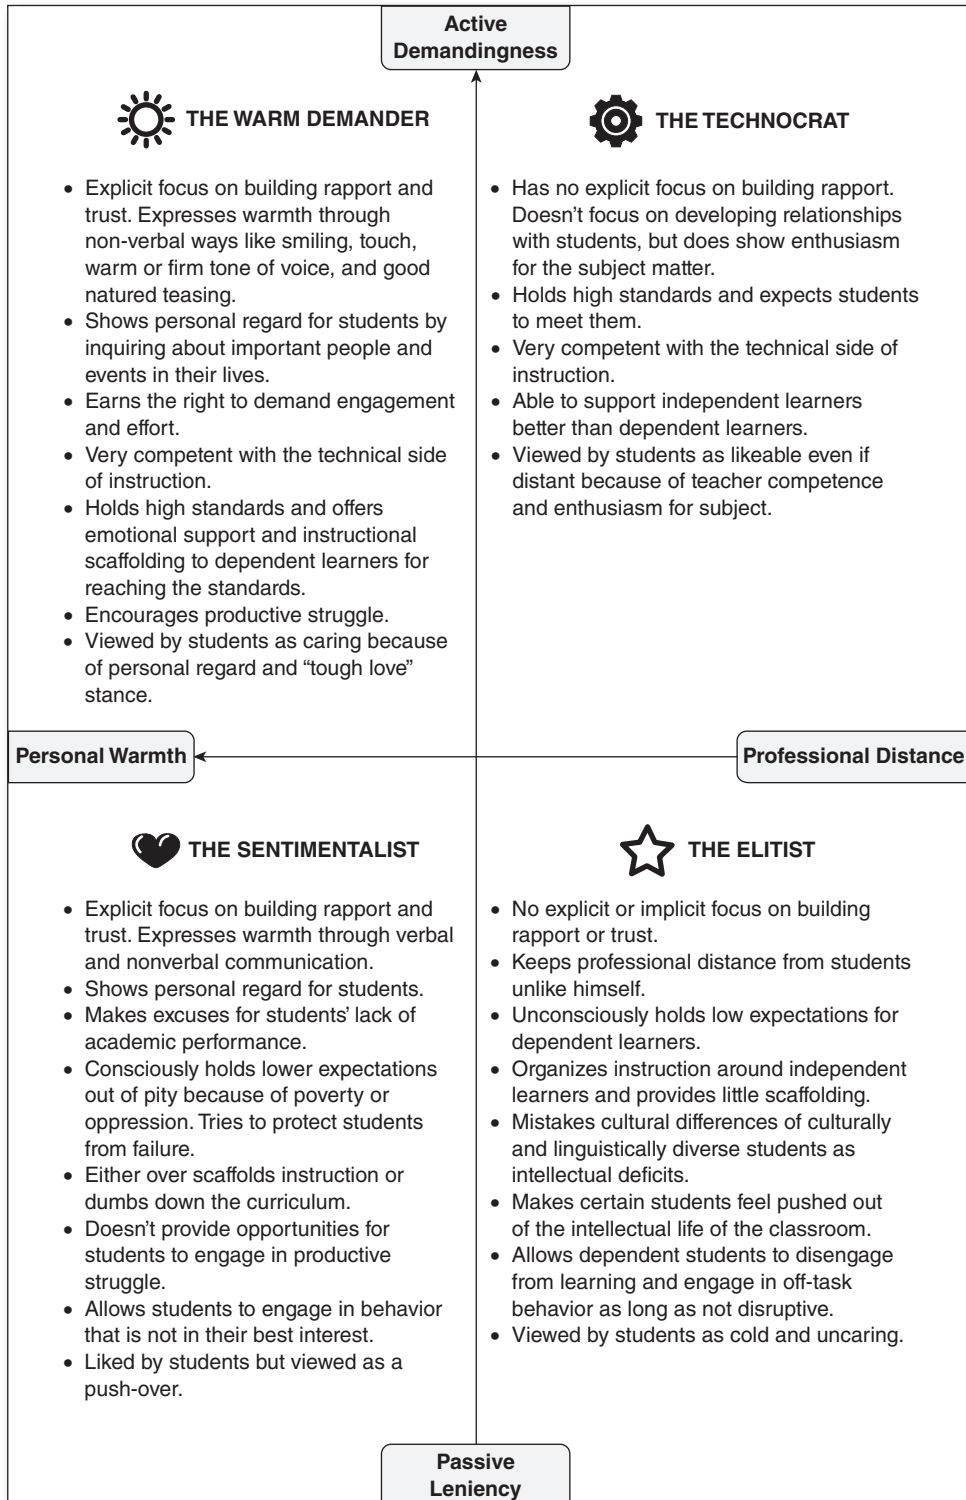 Active
Demandingness
THE WARM DEMANDER
• Explicit focus on building rapport and
trust. Expresses warmth through
non-verbal ways like smiling, touch,
warm or firm tone of voice, and good
natured teasing.
• Shows personal regard for students by
inquiring about important people and
events in their lives.
• Earns the right to demand engagement
and effort.
• Very competent with the technical side
of instruction.
• Holds high standards and offers
emotional support and instructional
scaffolding to dependent learners for
reaching the standards.
• Encourages productive struggle.
• Viewed by students as caring because
of personal regard and “tough love”
stance.
THE TECHNOCRAT
• Has no explicit focus on building rapport.
Doesn’t focus on developing relationships
with students, but does show enthusiasm
for the subject matter.
• Holds high standards and expects students
to meet them.
• Very competent with the technical side of
instruction.
• Able to support independent learners
better than dependent learners.
• Viewed by students as likeable even if
distant because of teacher competence
and enthusiasm for subject.
Personal Warmth
Professional Distance
THE SENTIMENTALIST
• Explicit focus on building rapport and
trust. Expresses warmth through verbal
and nonverbal communication.
• Shows personal regard for students.
• Makes excuses for students’ lack of
academic performance.
• Consciously holds lower expectations
out of pity because of poverty or
oppression. Tries to protect students
from failure.
• Either over scaffolds instruction or
dumbs down the curriculum.
• Doesn’t provide opportunities for
students to engage in productive
struggle.
• Allows students to engage in behavior
that is not in their best interest.
• Liked by students but viewed as a
push-over.
THE ELITIST
• No explicit or implicit focus on building
rapport or trust.
• Keeps professional distance from students
unlike himself.
• Unconsciously holds low expectations for
dependent learners.
• Organizes instruction around independent
learners and provides little scaffolding.
• Mistakes cultural differences of culturally
and linguistically diverse students as
intellectual deficits.
• Makes certain students feel pushed out
of the intellectual life of the classroom.
• Allows dependent students to disengage
from learning and engage in off-task
behavior as long as not disruptive.
• Viewed by students as cold and uncaring.
Passive
Leniency